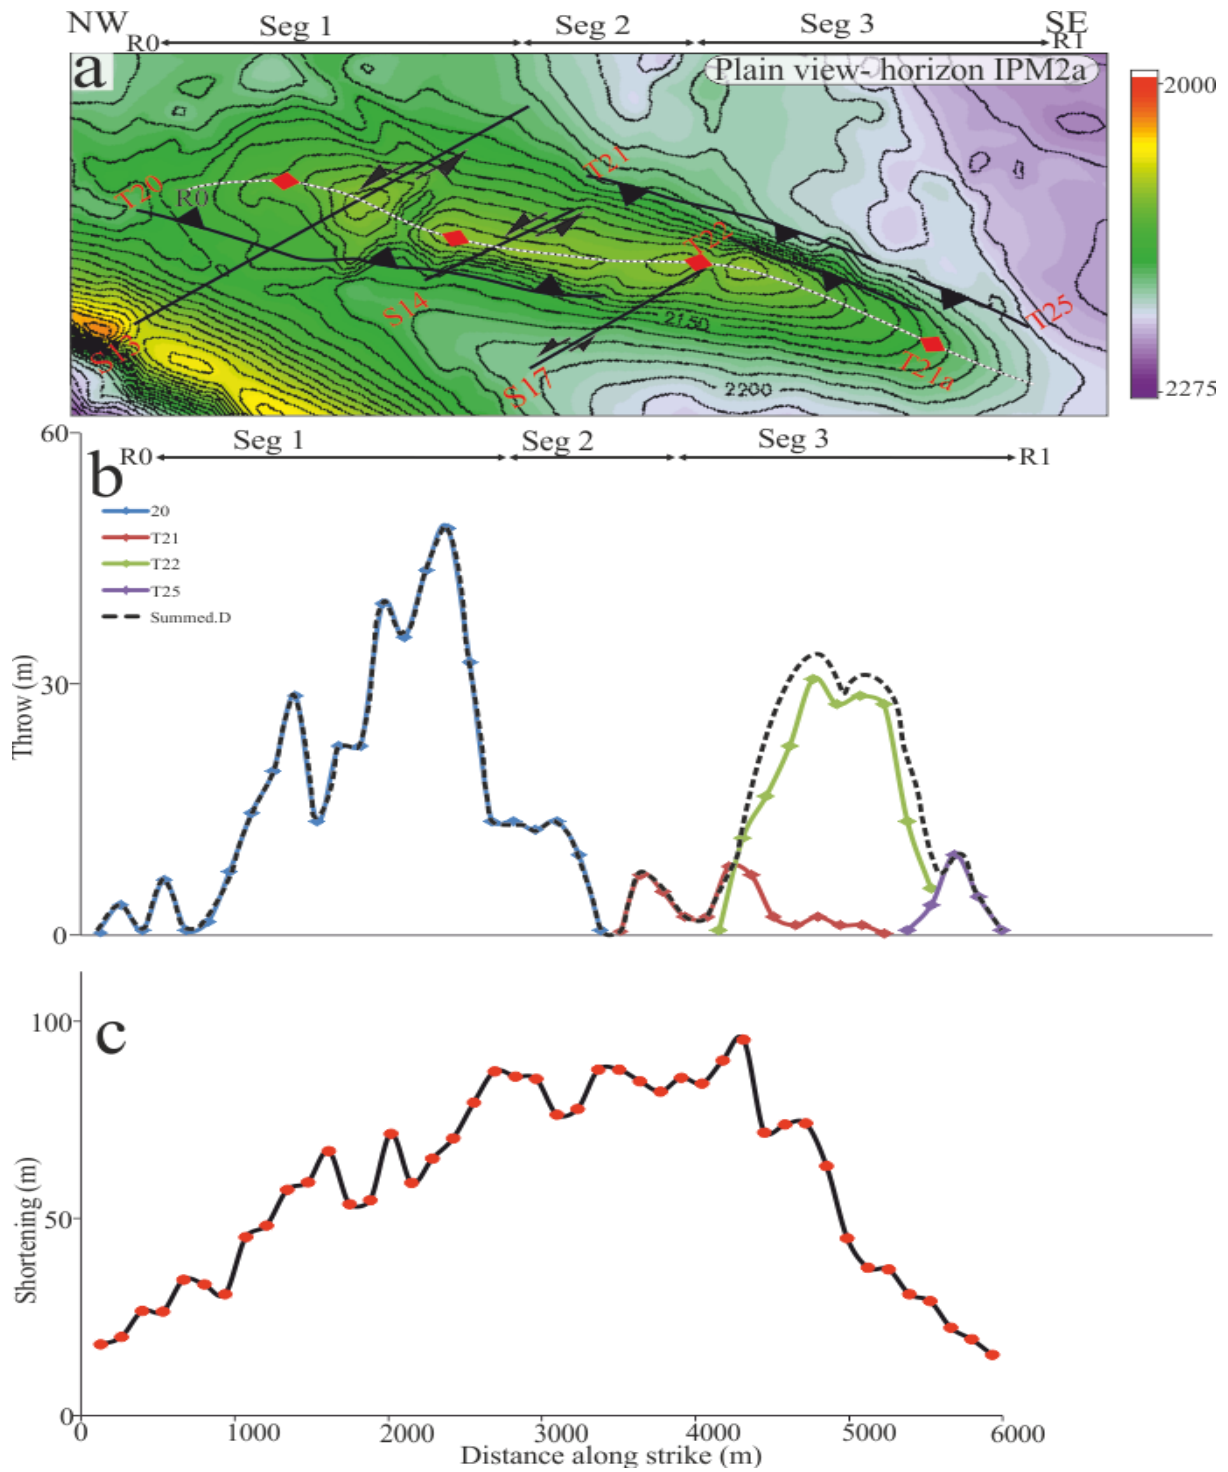 NW Seg 1 Seg 2 Seg 3 SE
R0 R1
a Plain view- horizon IPM2a
2000
T21
T20
R0
T22
S14
2150
T25
S13
T21a
S17
2200
2275
60
Seg 1 Seg 2 Seg 3
R0 R1
b
20
T21
T22
T25
Summed.D
Throw (m)
30
0
c
100
Shortening (m)
50
0
0 1000 2000 3000 4000 5000 6000
Distance along strike (m)